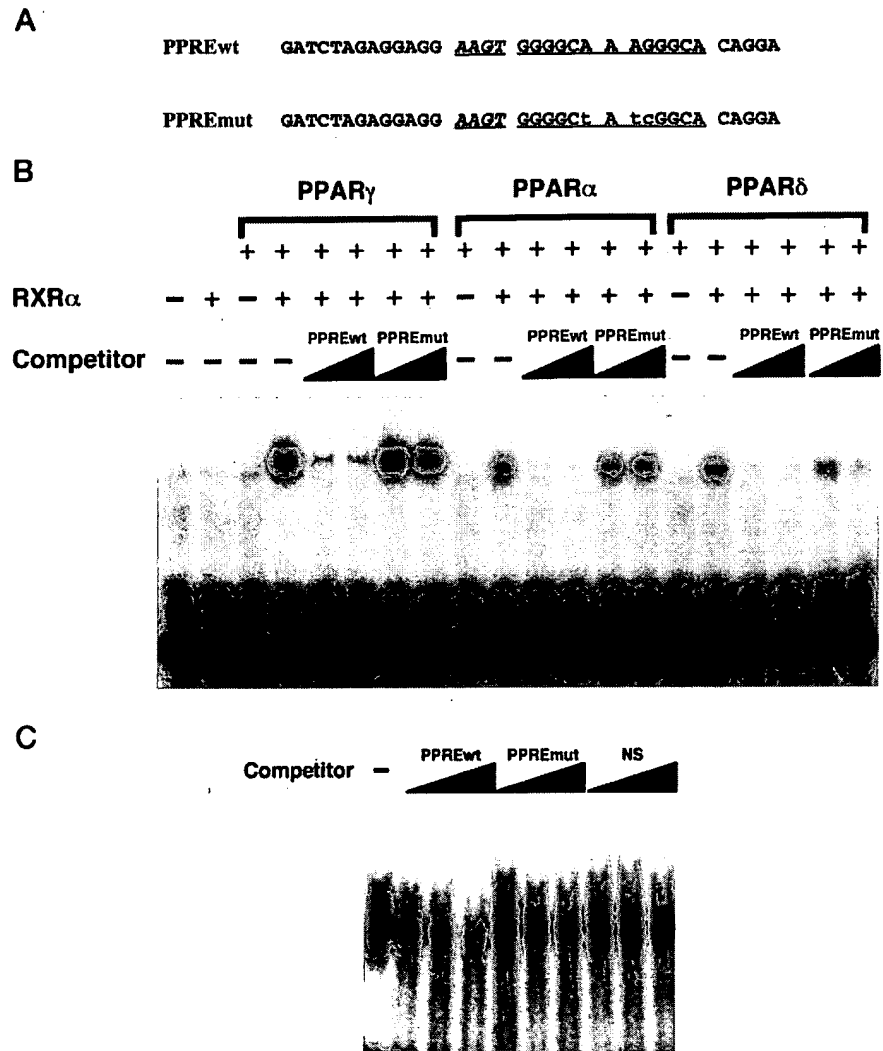 A
PPREwt GATCTAGAGGAGG AAGT GGGGCA A AGGGCA CAGGA
PPREmut GATCTAGAGGAGG AAGT GGGGCt A tcGGCA CAGGA
B
PPARγ PPARα PPARδ
+ + + + + + + + + + + + + + + + + +
RXRα − + − + + + + + − + + + + + − + + + + +
PPREwt PPREmut PPREwt PPREmut PPREwt PPREmut
Competitor − − − − − − − −
C
PPREwt PPREmut NS
Competitor −